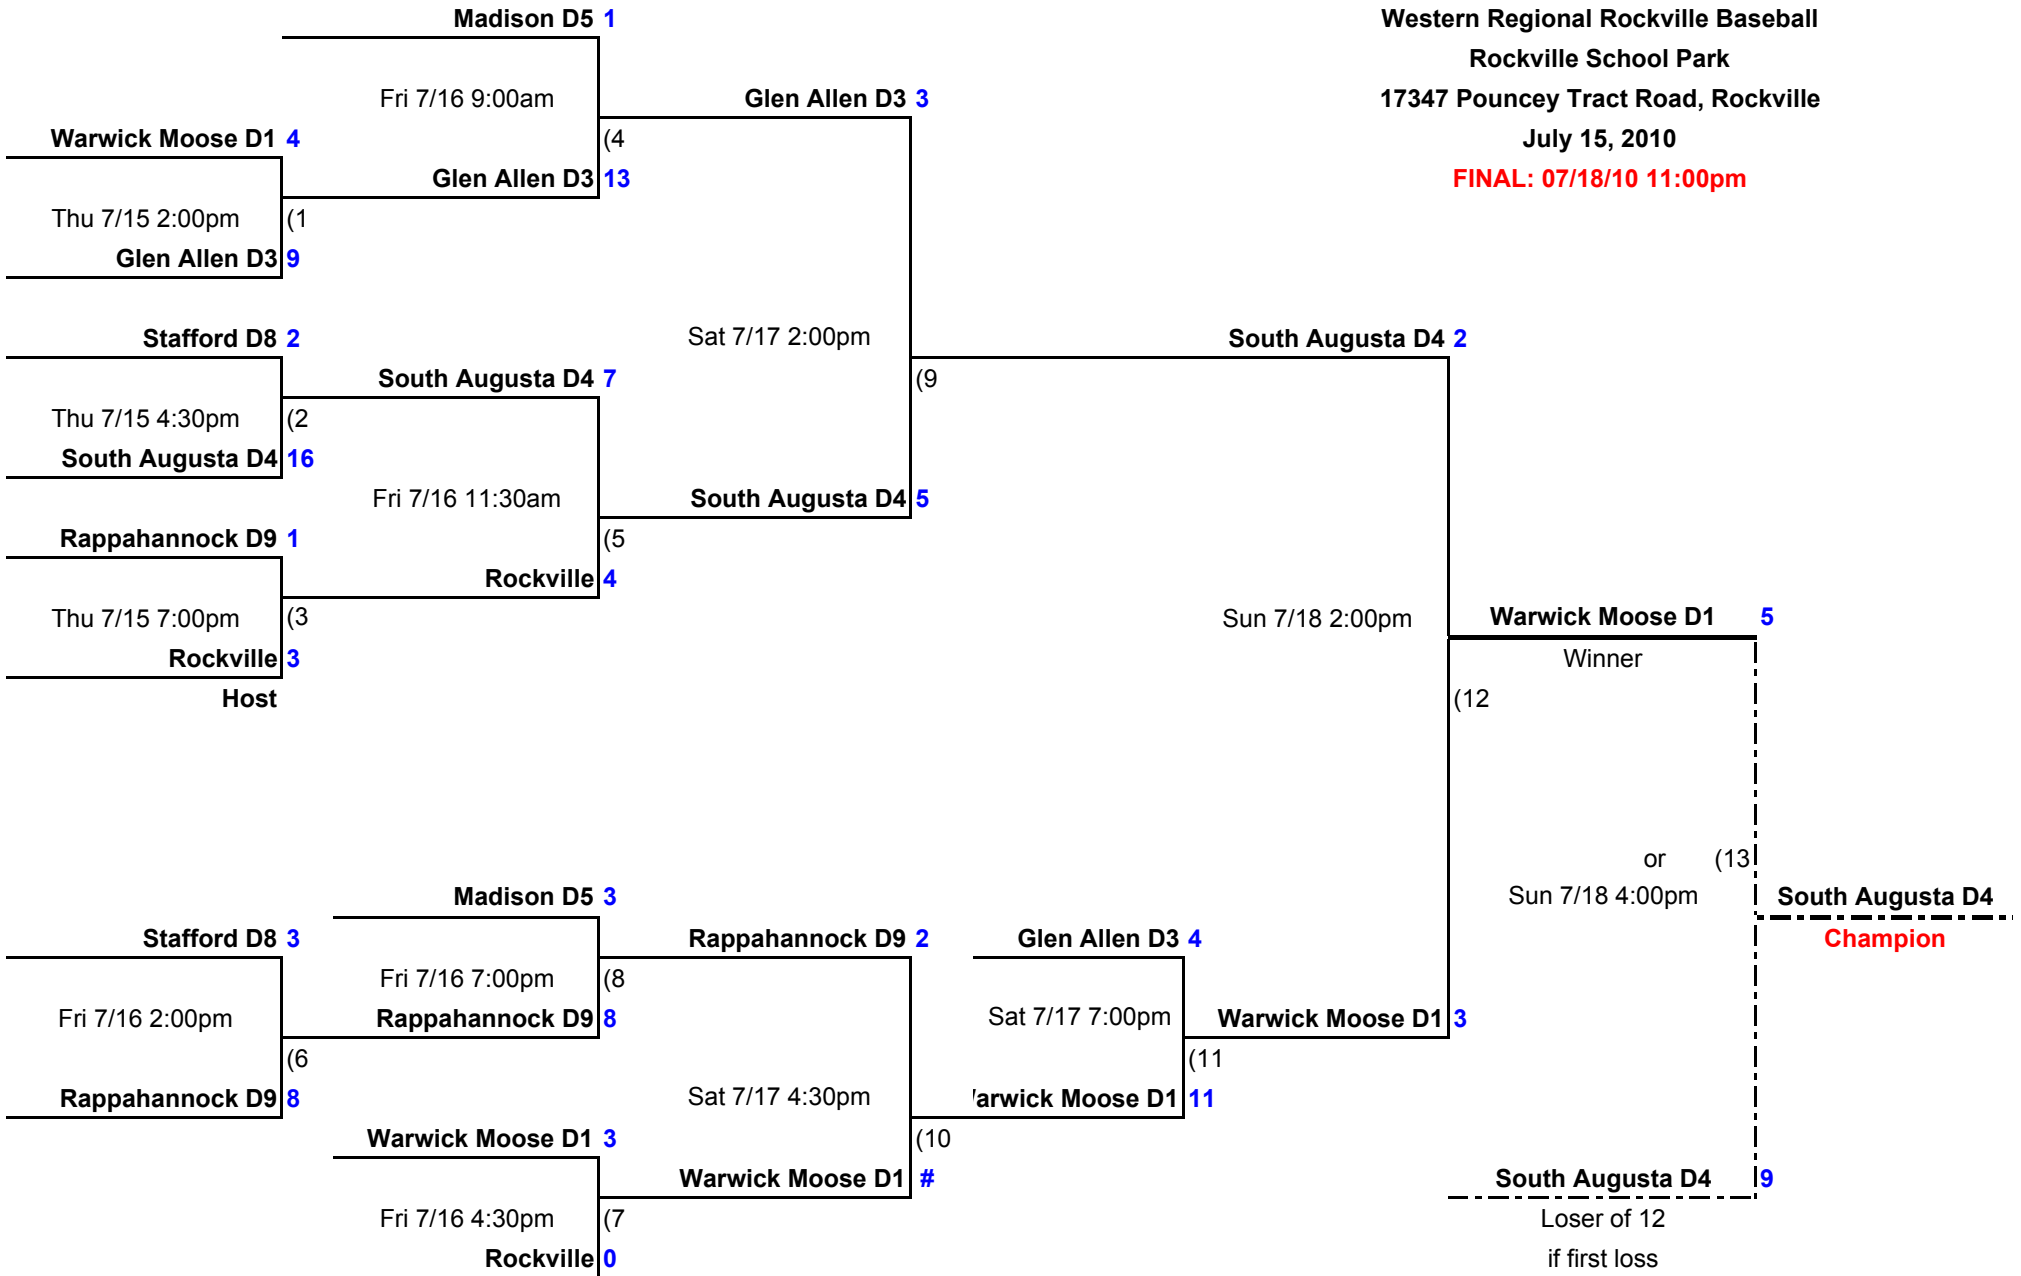 Madison D5 1
Western Regional Rockville Baseball
Rockville School Park
Fri 7/16 9:00am
Glen Allen D3 3
17347 Pouncey Tract Road, Rockville
Warwick Moose D1 4
(4
July 15, 2010
Glen Allen D3 13
FINAL: 07/18/10 11:00pm
Thu 7/15 2:00pm (1
Glen Allen D3 9
Stafford D8 2
Sat 7/17 2:00pm
South Augusta D4 2
South Augusta D4 7
(9
Thu 7/15 4:30pm (2
South Augusta D4 16
Fri 7/16 11:30am
South Augusta D4 5
Rappahannock D9 1
(5
Rockville 4
Thu 7/15 7:00pm (3
Sun 7/18 2:00pm
Warwick Moose D1 5
Rockville 3
Winner
Host
(12
or (13
Madison D5 3
Sun 7/18 4:00pm
South Augusta D4
Stafford D8 3
Rappahannock D9 2
Glen Allen D3 4
Champion
Fri 7/16 7:00pm (8
Fri 7/16 2:00pm
Rappahannock D9 8
Sat 7/17 7:00pm
Warwick Moose D1 3
(6
(11
Rappahannock D9 8
Sat 7/17 4:30pm
arwick Moose D1 11
Warwick Moose D1 3
(10
Warwick Moose D1 #
South Augusta D4 9
Fri 7/16 4:30pm (7
Loser of 12
Rockville 0
if first loss